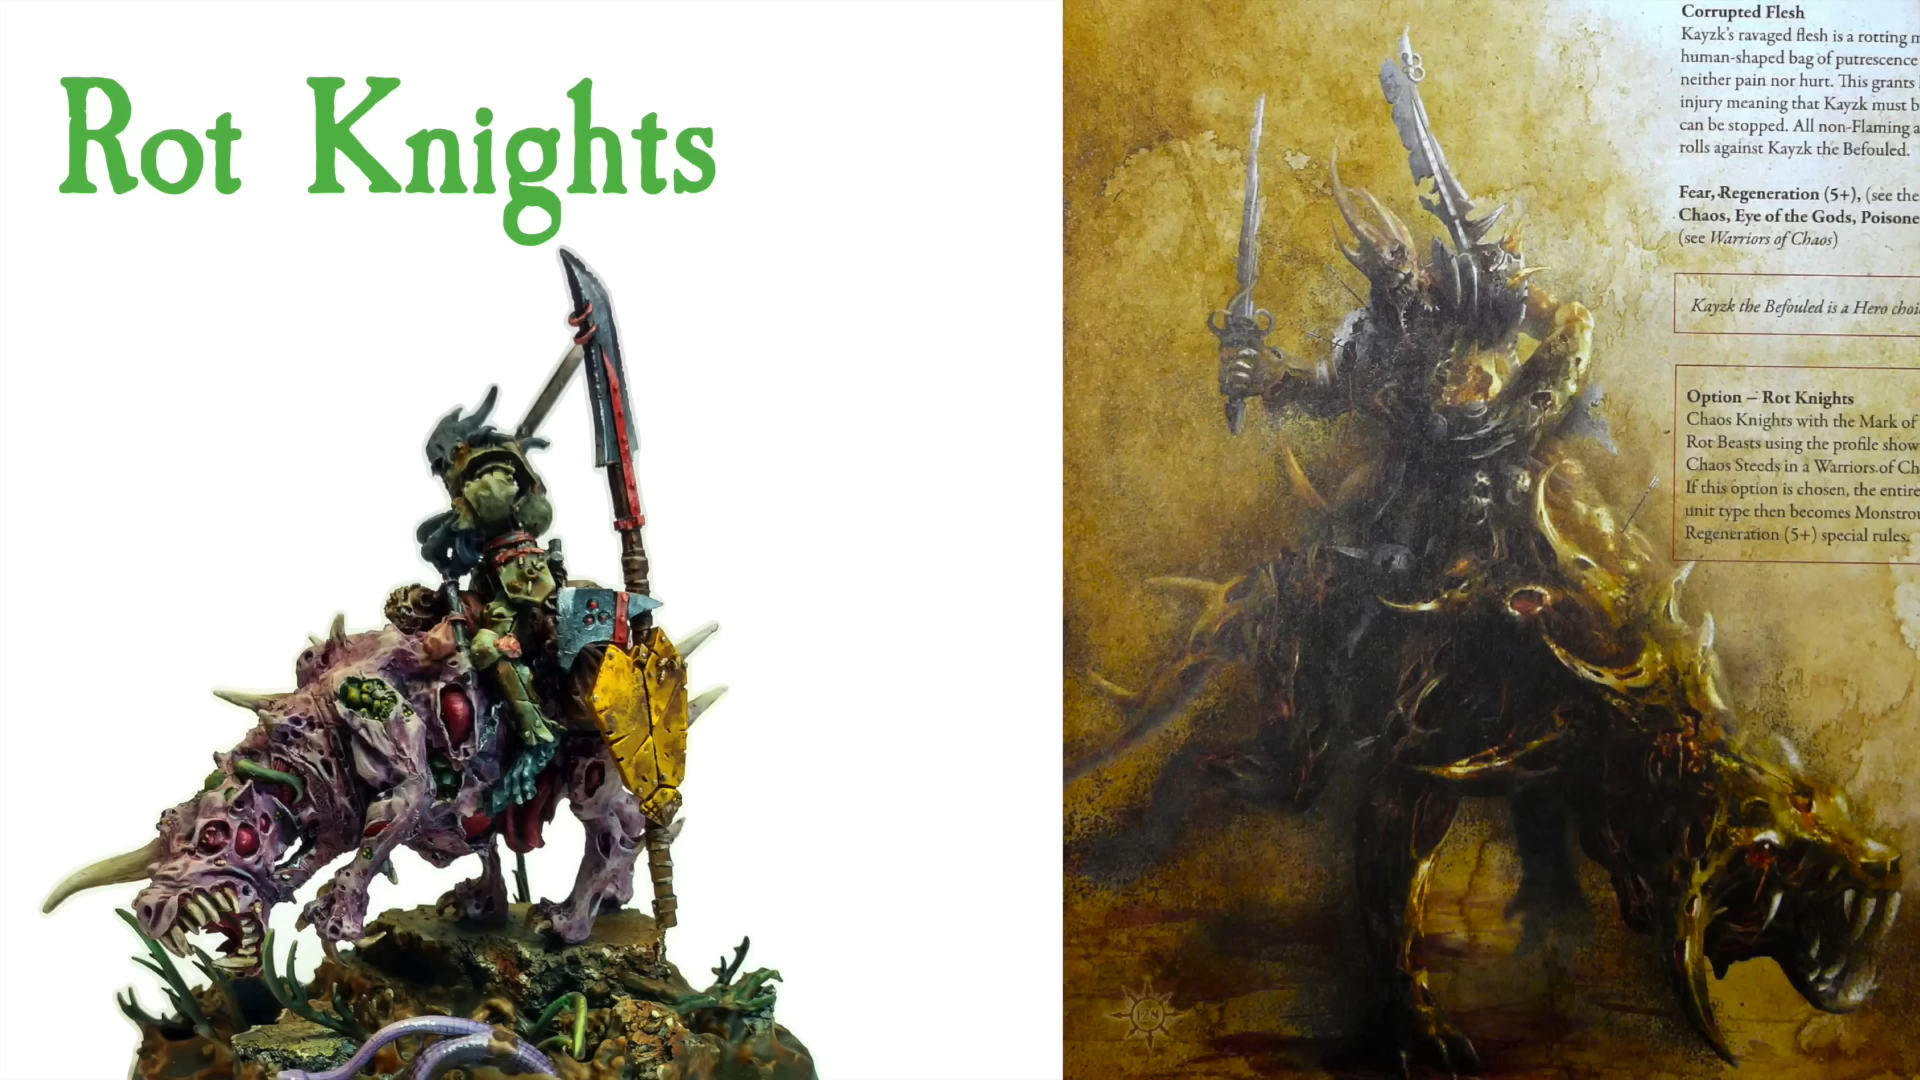 Rot Knights
Corrupted Flesh
Kayzk's ravaged flesh is a rotting
human-shaped bag of putrescence
neither pain nor hurt. This grants
injury meaning that Kayzk must
can be stopped. All non-Flaming
rolls against Kayzk the Befouled.
Fear, Regeneration (5+), (see the
Chaos, Eye of the Gods,
(see Warriors of Chaos)
Kayzk the Befouled is a Hero
Option – Rot Knights
Chaos Knights with the Mark of
Rot Beasts using the profile
Chaos Steeds in a Warriors of
If this option is chosen, the entire
unit type then becomes
Regeneration (5+) special rules.
128